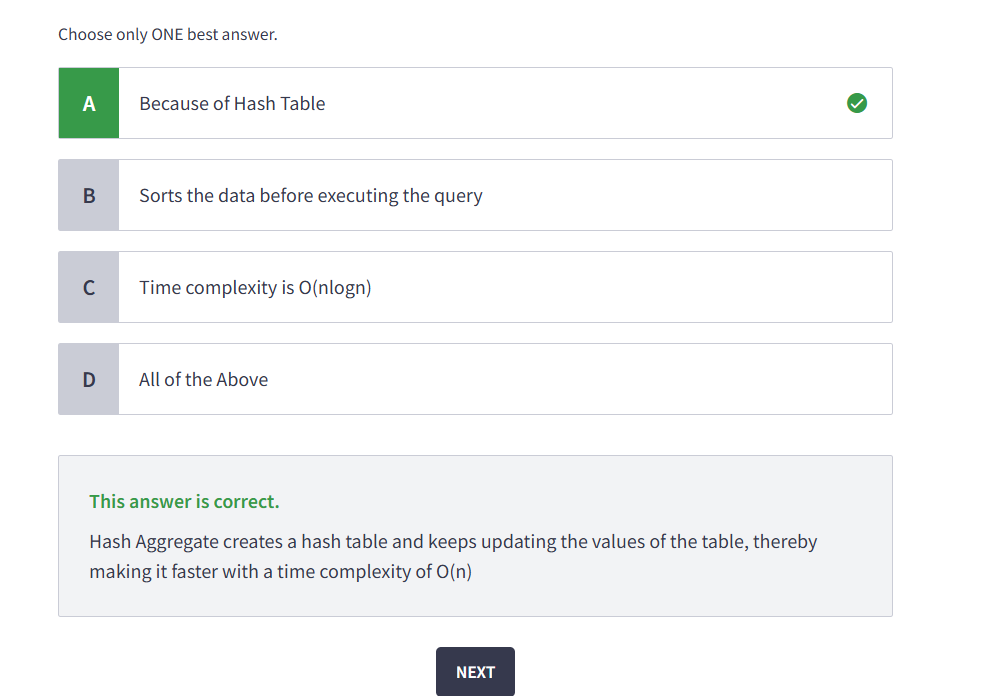 Choose only ONE best answer.
A Because of Hash Table
B Sorts the data before executing the query
C Time complexity is O(nlogn)
D All of the Above
This answer is correct.
Hash Aggregate creates a hash table and keeps updating the values of the table, thereby
making it faster with a time complexity of O(n)
NEXT